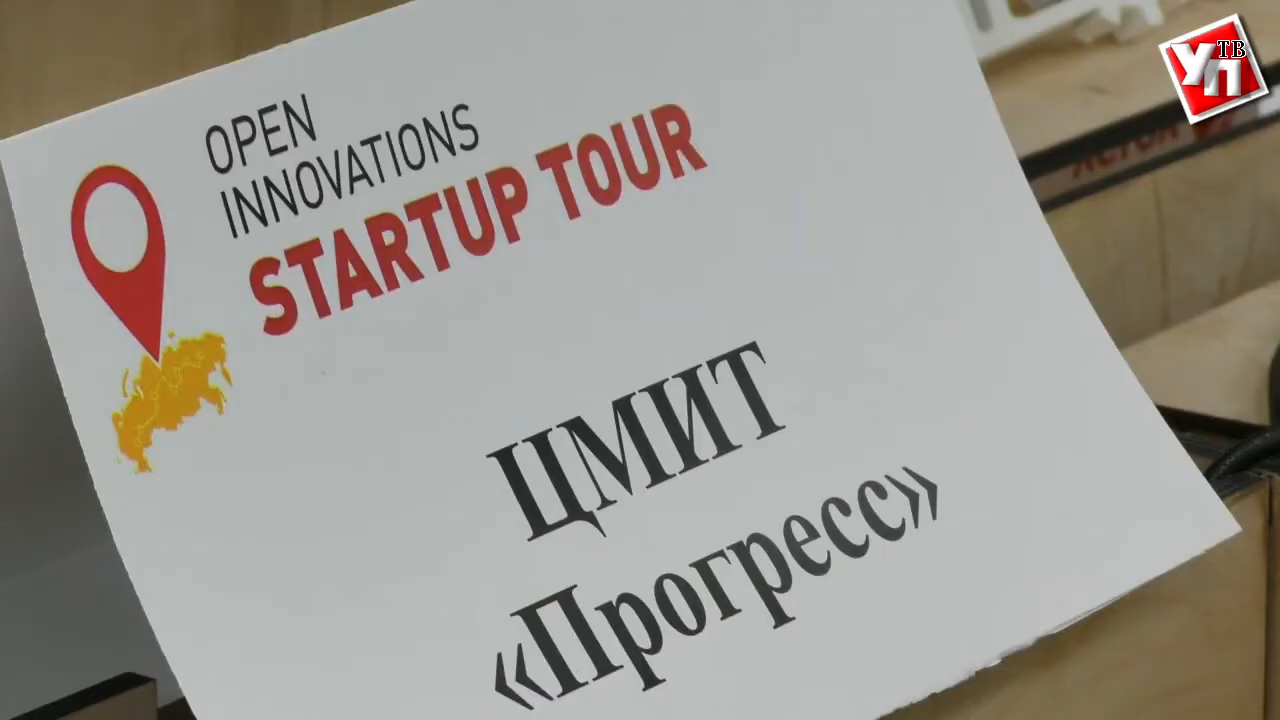 OPEN
INNOVATIONS
STARTUP TOUR
ЦМИТ
«Прогресс»
УП
ТВ